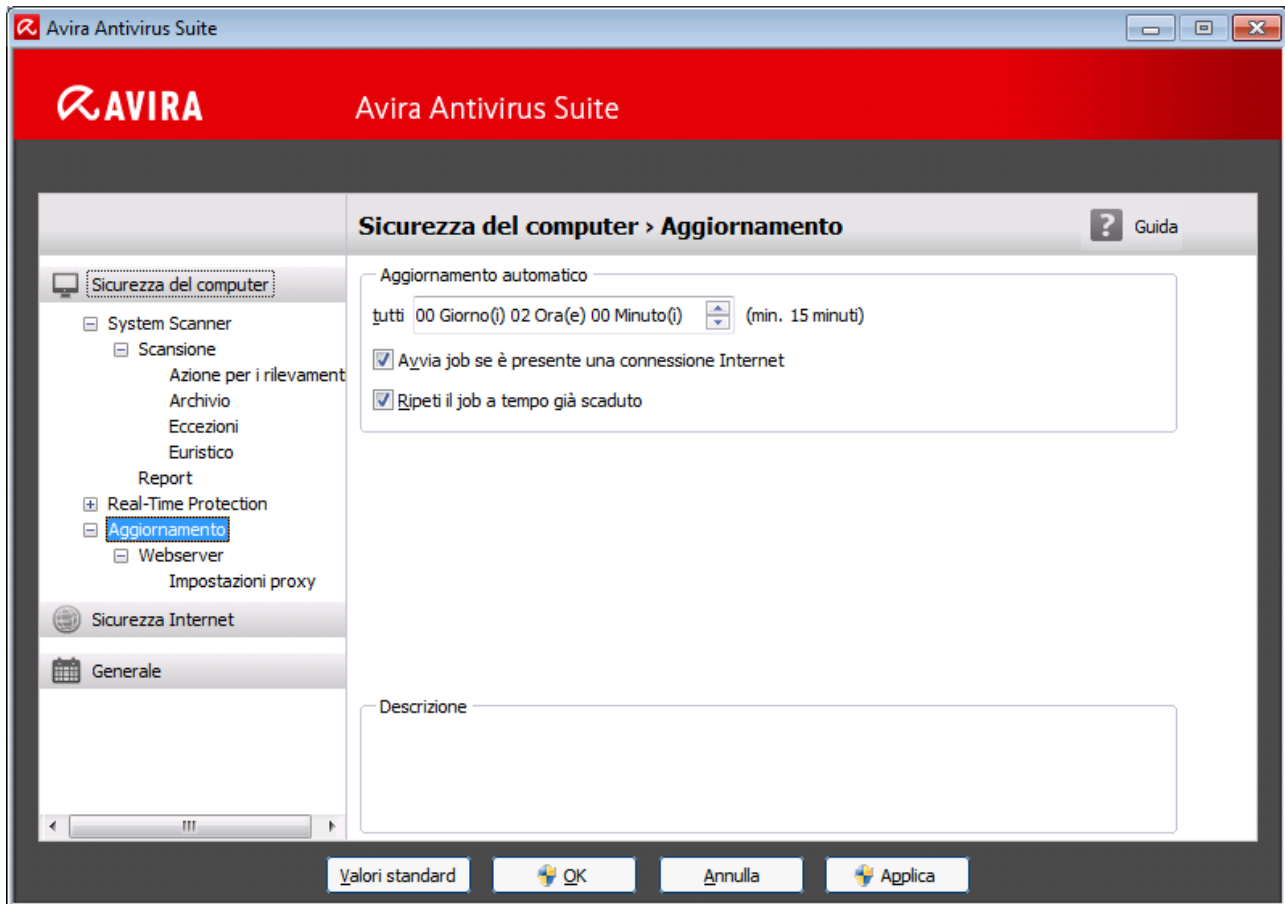 Avira Antivirus Suite
AVIRA
Avira Antivirus Suite
Sicurezza del computer › Aggiornamento
? Guida
Sicurezza del computer
System Scanner
Scansione
Azione per i rilevament
Archivio
Eccezioni
Euristico
Report
Real-Time Protection
Aggiornamento
Webserver
Impostazioni proxy
Sicurezza Internet
Generale
Aggiornamento automatico
tutti 00 Giorno(i) 02 Ora(e) 00 Minuto(i) (min. 15 minuti)
Avvia job se è presente una connessione Internet
Ripeti il job a tempo già scaduto
Descrizione
Valori standard
OK
Annulla
Applica